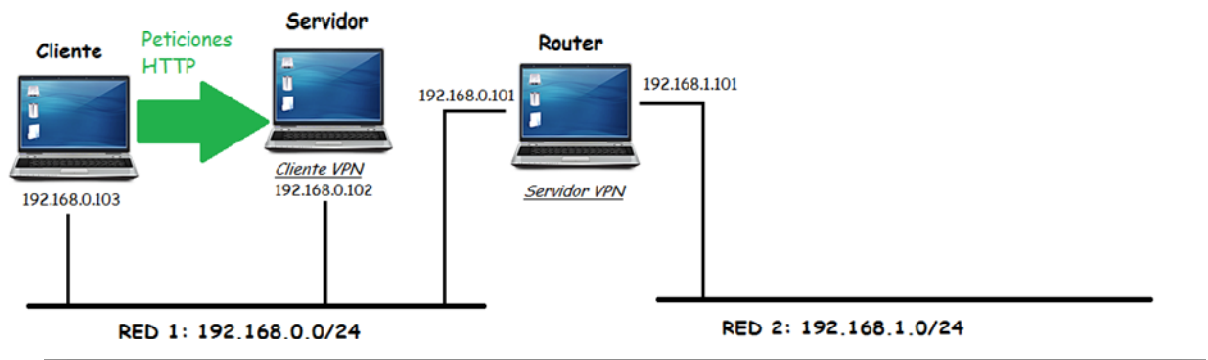 Cliente
Peticiones
HTTP
Servidor
Router
192.168.0.101
192.168.1.101
Cliente VPN
192.168.0.102
Servidor VPN
192.168.0.103
RED 1: 192.168.0.0/24
RED 2: 192.168.1.0/24